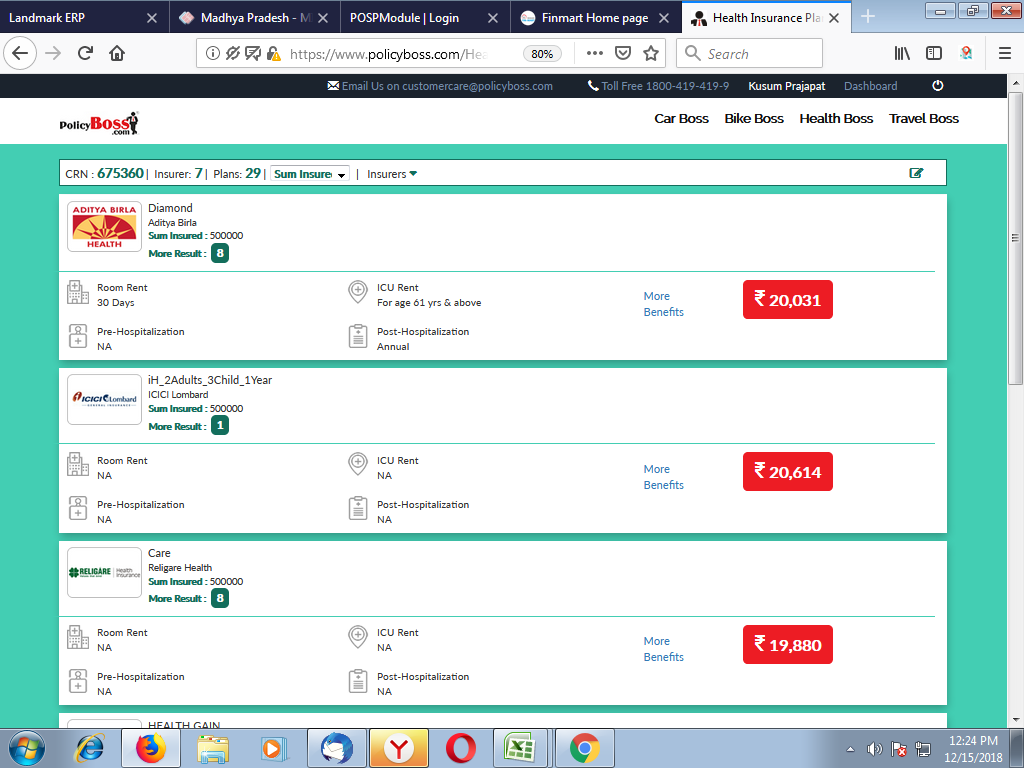 Landmark ERP
Madhya Pradesh - M
POSPModule | Login
Finmart Home page
Health Insurance Pla
https://www.policyboss.com/Hea
80%
Search
Email Us on customercare@policyboss.com
Toll Free 1800-419-419-9
Kusum Prajapat
Dashboard
PolicyBoss.com
Car Boss
Bike Boss
Health Boss
Travel Boss
CRN : 675360 | Insurer: 7 | Plans: 29 | Sum Insure | Insurers
ADITYA BIRLA
HEALTH
Diamond
Aditya Birla
Sum Insured : 500000
More Result : 8
Room Rent
30 Days
ICU Rent
For age 61 yrs & above
More
Benefits
₹ 20,031
Pre-Hospitalization
NA
Post-Hospitalization
Annual
ICICI Lombard
iH_2Adults_3Child_1Year
ICICI Lombard
Sum Insured : 500000
More Result : 1
Room Rent
NA
ICU Rent
NA
More
Benefits
₹ 20,614
Pre-Hospitalization
NA
Post-Hospitalization
NA
RELIGARE Health Insurance
Care
Religare Health
Sum Insured : 500000
More Result : 8
Room Rent
NA
ICU Rent
NA
More
Benefits
₹ 19,880
Pre-Hospitalization
NA
Post-Hospitalization
NA
HEALTH GAIN
12:24 PM
12/15/2018